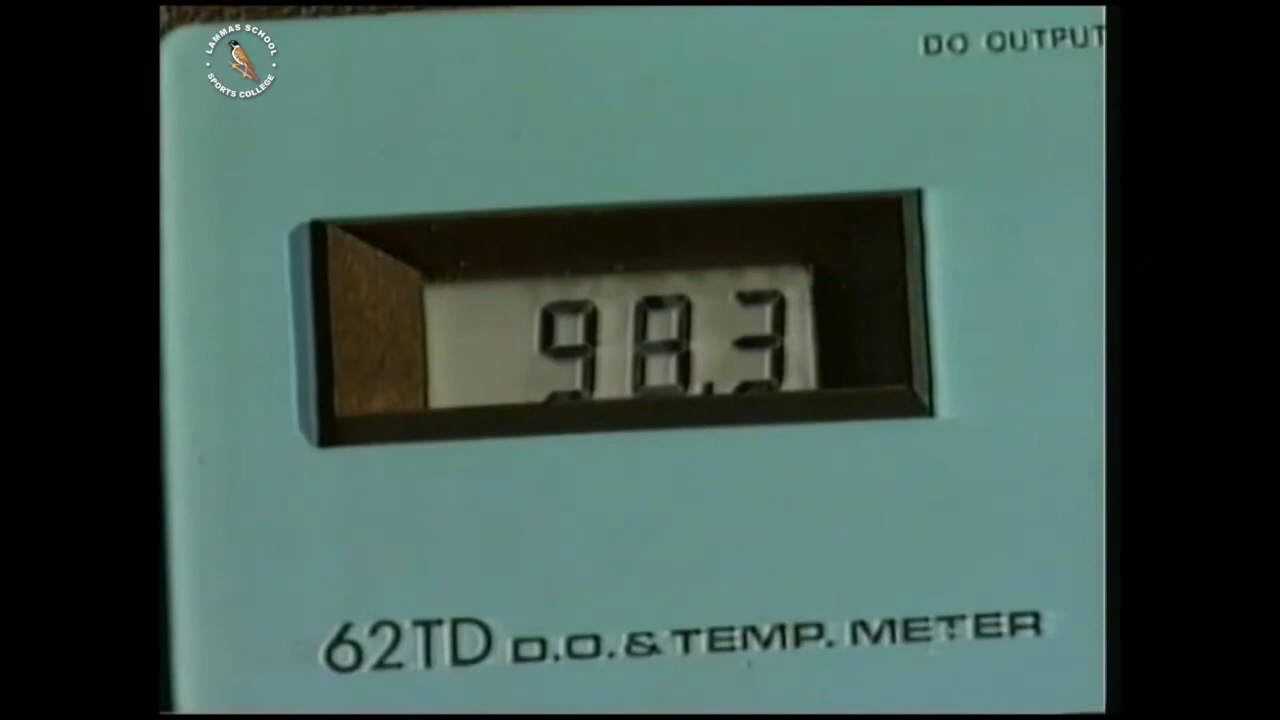 LAMMAS SCHOOL
SPORTS COLLEGE
DO OUTPUT
98.3
62TD D.O. & TEMP. METER